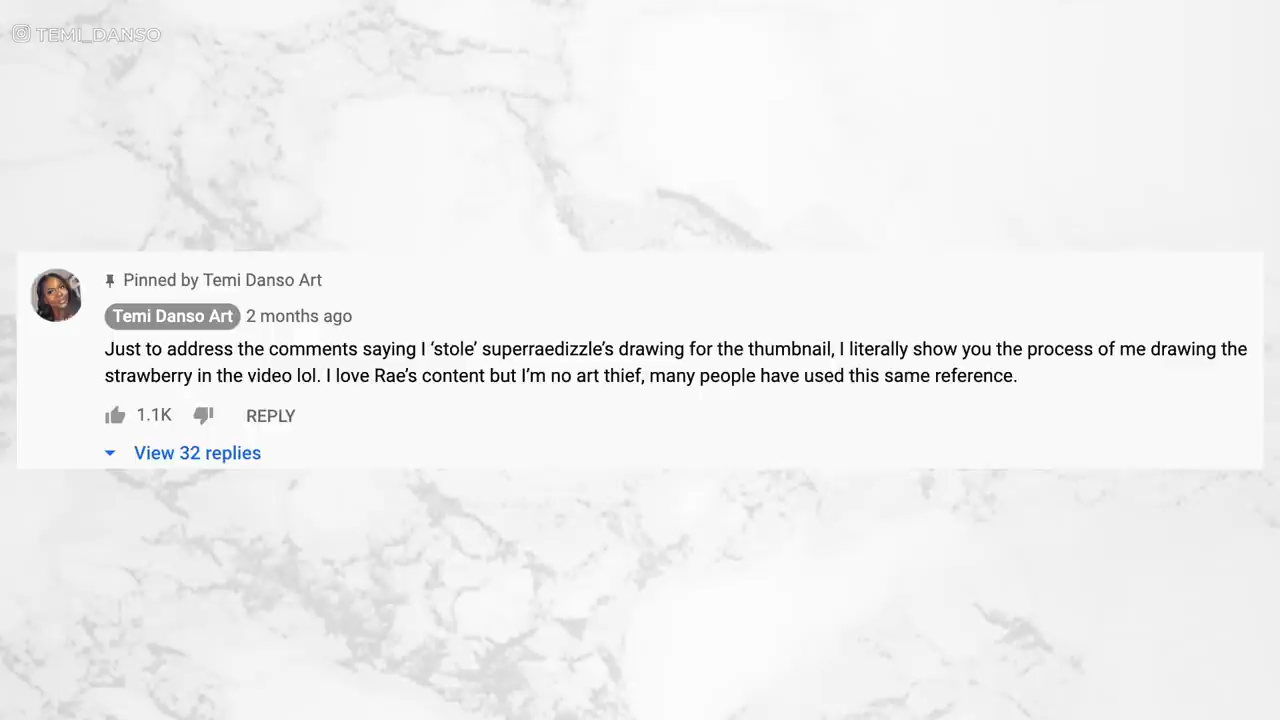 TEMI_DANSO
Pinned by Temi Danso Art
Temi Danso Art 2 months ago
Just to address the comments saying I ‘stole’ superraedizzle’s drawing for the thumbnail, I literally show you the process of me drawing the
strawberry in the video lol. I love Rae’s content but I’m no art thief, many people have used this same reference.
1.1K REPLY
View 32 replies